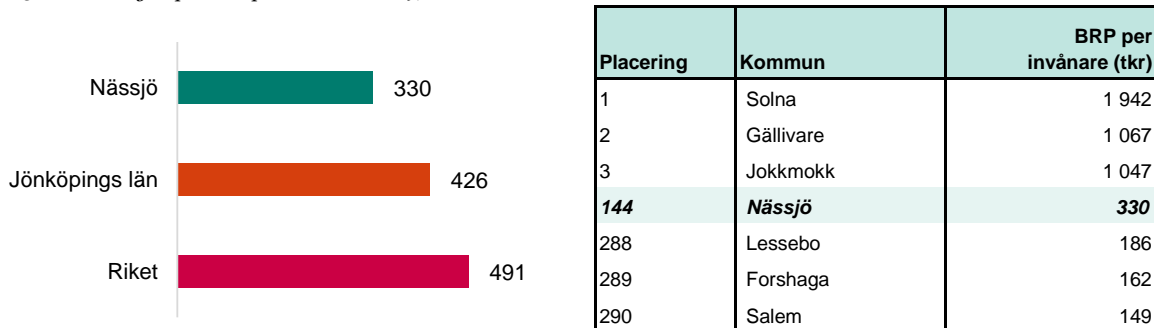 Nässjö 330
Jönköpings län 426
Riket 491
Placering Kommun BRP per invånare (tkr)
1 Solna 1 942
2 Gällivare 1 067
3 Jokkmokk 1 047
144 Nässjö 330
288 Lessebo 186
289 Forshaga 162
290 Salem 149